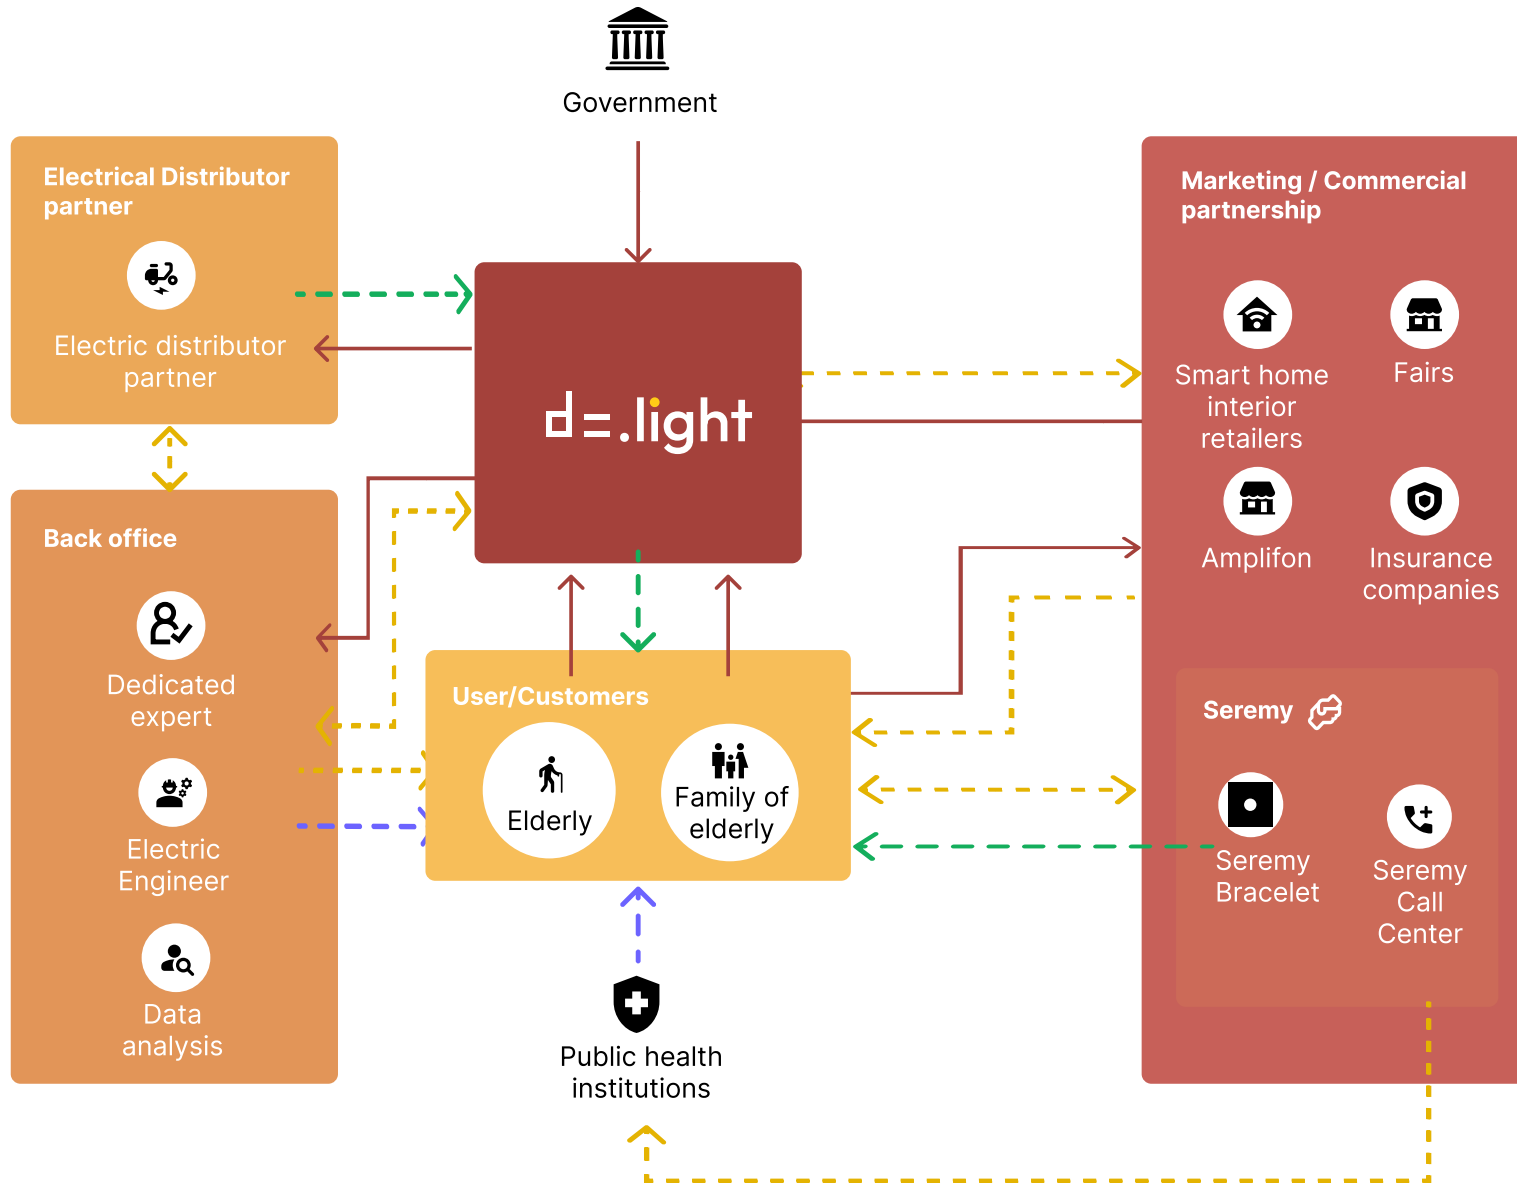 Government
Electrical Distributor
partner
Electric distributor
partner
de.light
Marketing / Commercial
partnership
Smart home
interior
retailers
Fairs
Amplifon
Insurance
companies
Back office
Dedicated
expert
Electric
Engineer
Data
analysis
User/Customers
Elderly
Family of
elderly
Seremy
Seremy
Bracelet
Seremy
Call
Center
Public health
institutions